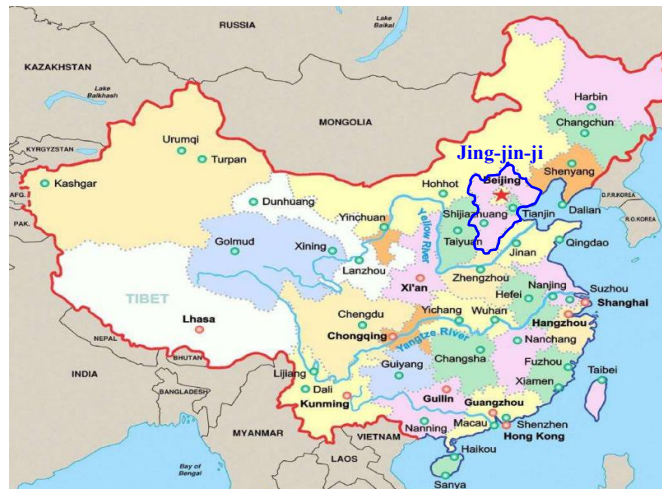 RUSSIA
Lake
Baikal
KAZAKHSTAN
Lake
Balkhash
MONGOLIA
Harbin
Changchun
KYRGYZSTAN
Urumqi
Turpan
Jing-jin-ji
Beijing
Shenyang
TAJIKISTAN
Kashgar
Hohhot
D.P.R.KOREA
AFG.
Dunhuang
Yinchuan
Shijiazhuang
Tianjin
Dalian
R.O.KOREA
PAK.
Golmud
Xining
Yellow River
Taiyuan
Jinan
Qingdao
Lanzhou
Zhengzhou
TIBET
Xi'an
Suzhou
Nanjing
Hefei
Shanghai
Chengdu
Yichang
Wuhan
Hangzhou
Lhasa
Chongqing
Yangtze River
NEPAL
Nanchang
BHUTAN
Changsha
Lijiang
Guiyang
Fuzhou
INDIA
Dali
Xiamen
Taibei
BANGLADESH
Kunming
Guilin
Guangzhou
Shenzhen
Macau
Nanning
Hong Kong
MYANMAR
VIETNAM
Haikou
LAOS
Bay of
Bengal
Sanya